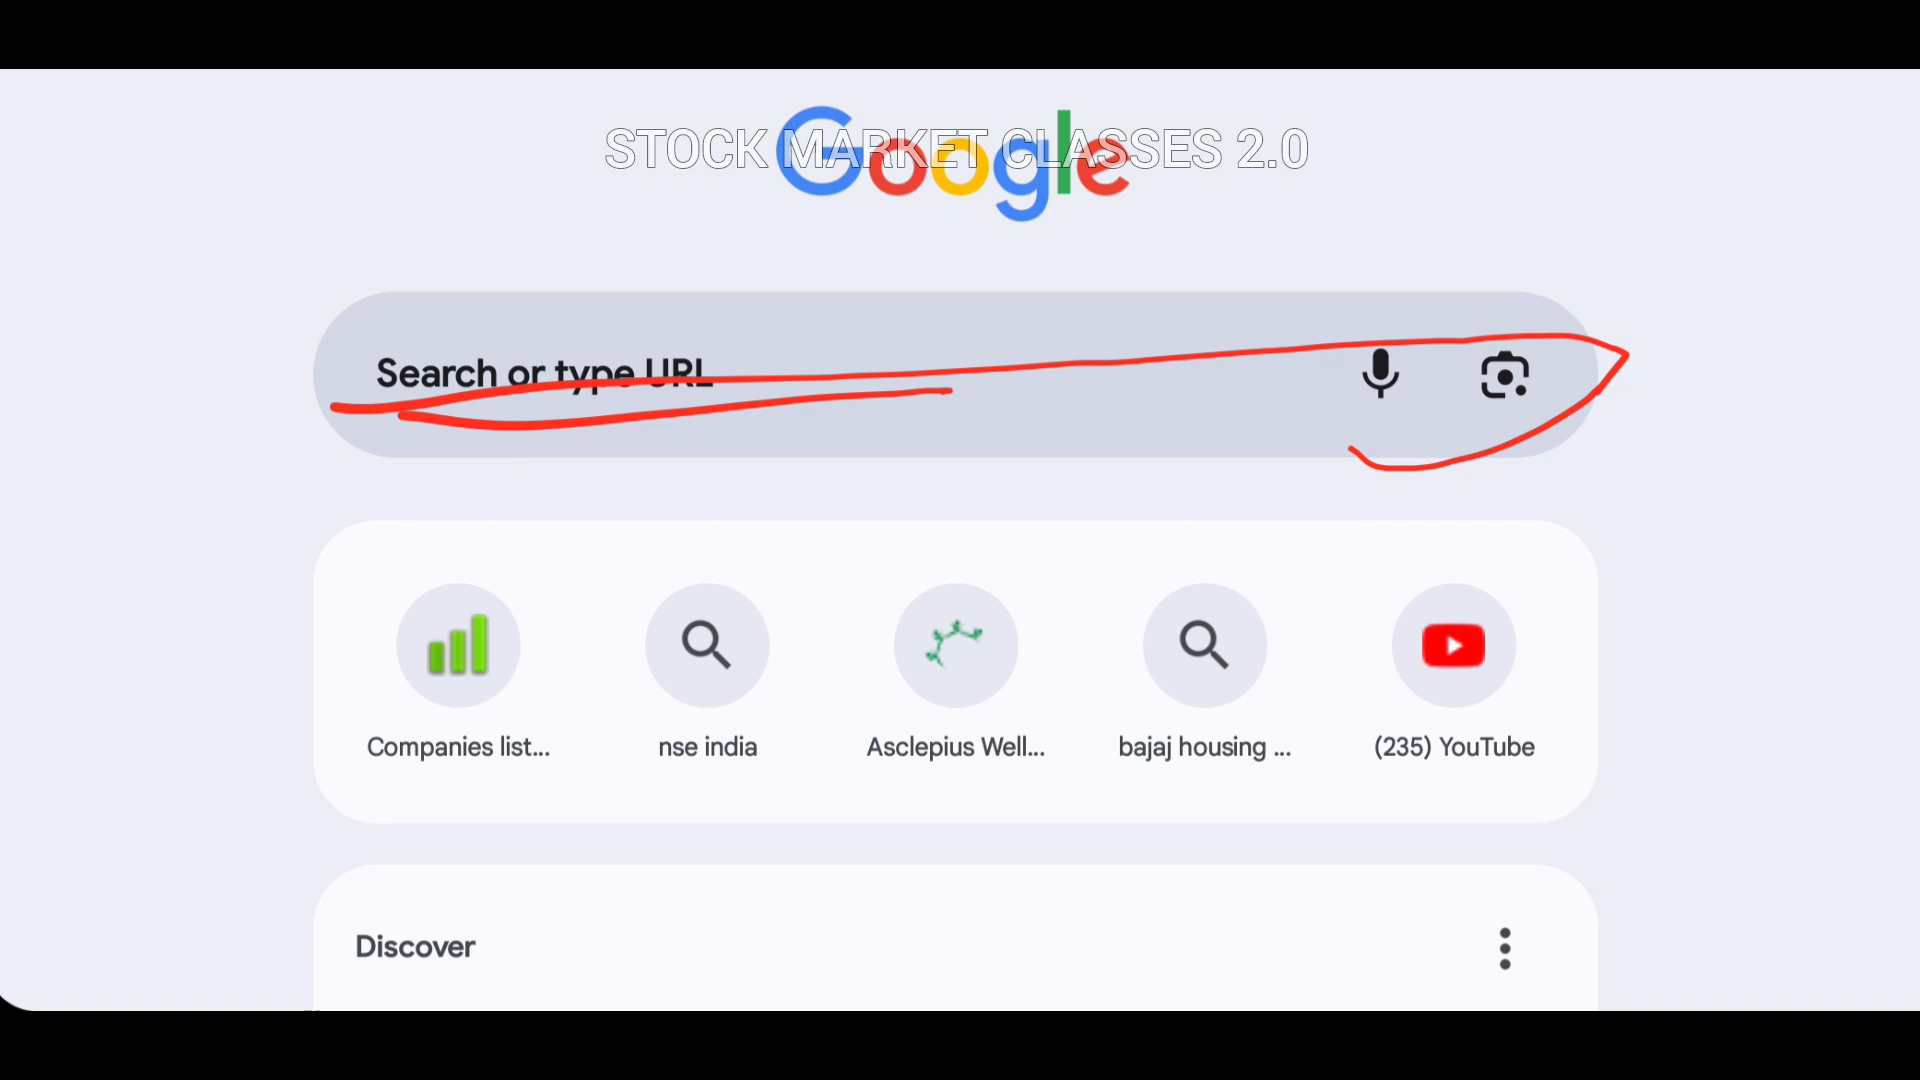 STOCK MARKET CLASSES 2.0
Google
Search or type URL
Companies list...
nse india
Asclepius Well...
bajaj housing ...
(235) YouTube
Discover